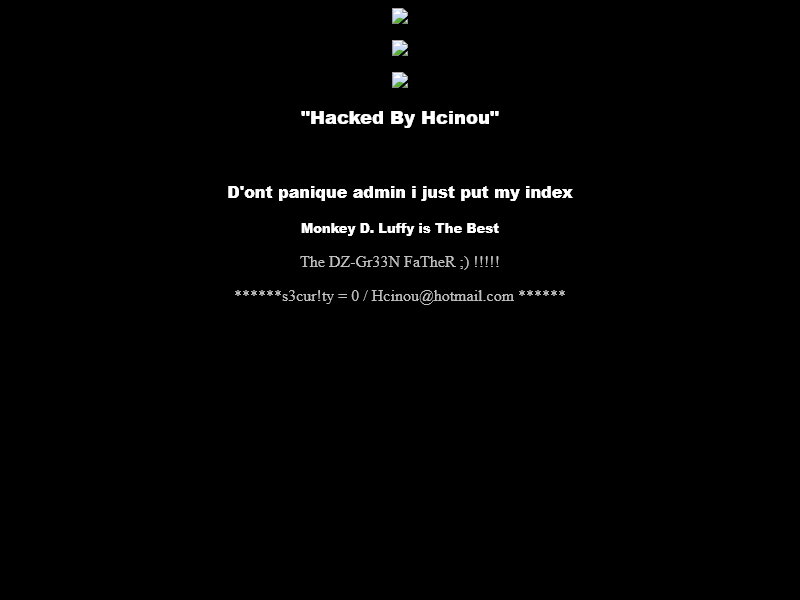 "Hacked By Hcinou"
D'ont panique admin i just put my index
Monkey D. Luffy is The Best
The DZ-Gr33N FaTheR ;) !!!!!
******s3cur!ty = 0 / Hcinou@hotmail.com ******